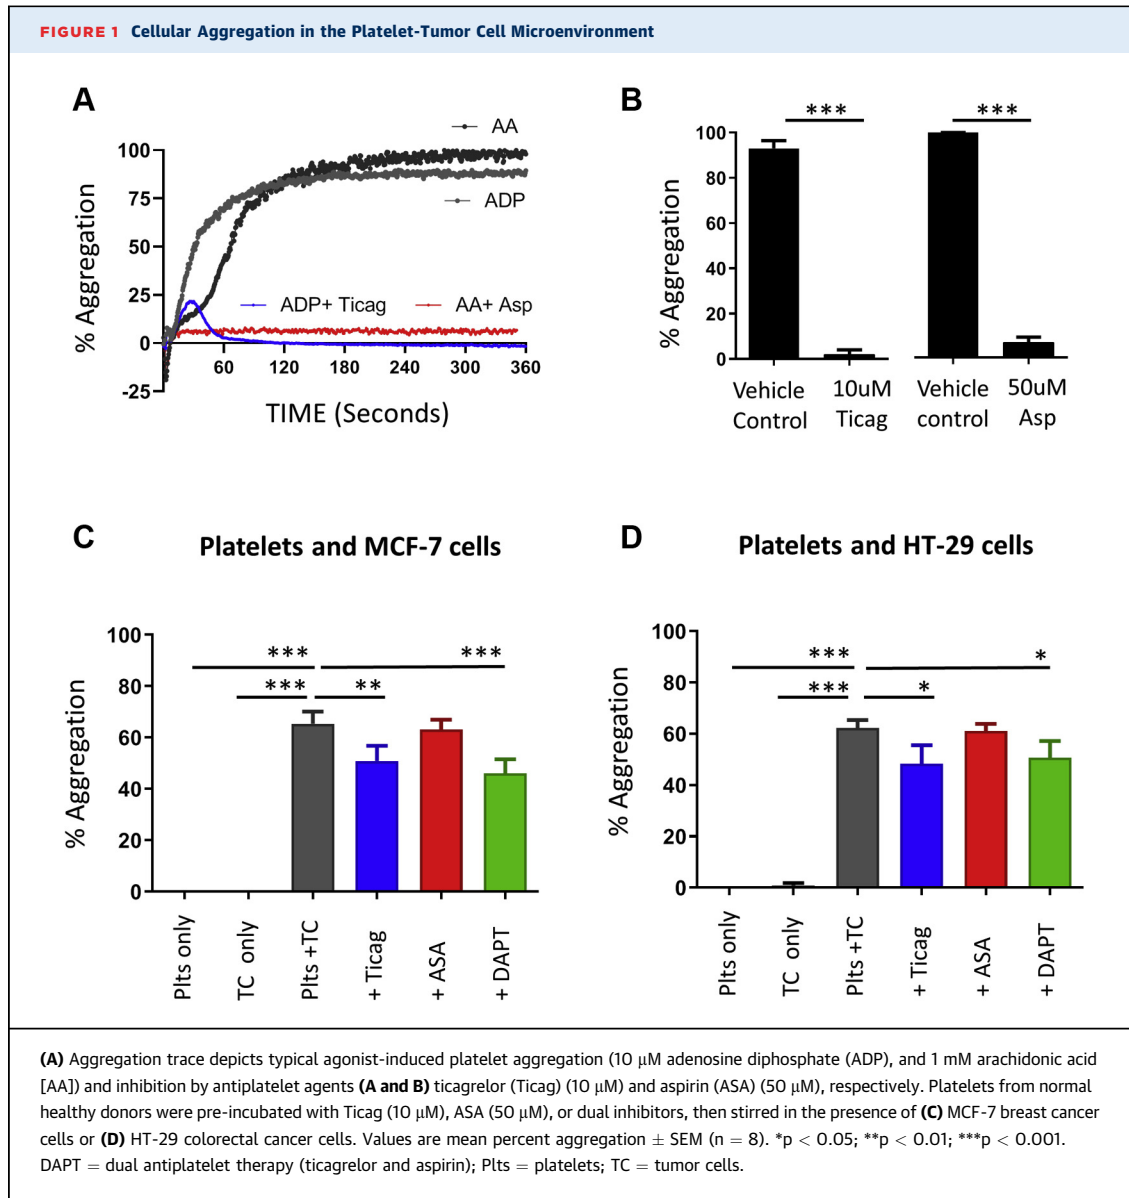 FIGURE 1 Cellular Aggregation in the Platelet-Tumor Cell Microenvironment
A
% Aggregation
100
75
50
25
0
-25
60 120 180 240 300 360
TIME (Seconds)
AA
ADP
ADP+ Ticag
AA+ Asp
B
% Aggregation
100
80
60
40
20
0
*** ***
Vehicle Control
10uM Ticag
Vehicle control
50uM Asp
C
Platelets and MCF-7 cells
% Aggregation
100
80
60
40
20
0
*** ***
*** **
Plts only
TC only
Plts +TC
+ Ticag
+ ASA
+ DAPT
D
Platelets and HT-29 cells
% Aggregation
100
80
60
40
20
0
*** *
*** *
Plts only
TC only
Plts +TC
+ Ticag
+ ASA
+ DAPT
(A) Aggregation trace depicts typical agonist-induced platelet aggregation (10 μM adenosine diphosphate (ADP), and 1 mM arachidonic acid
[AA]) and inhibition by antiplatelet agents (A and B) ticagrelor (Ticag) (10 μM) and aspirin (ASA) (50 μM), respectively. Platelets from normal
healthy donors were pre-incubated with Ticag (10 μM), ASA (50 μM), or dual inhibitors, then stirred in the presence of (C) MCF-7 breast cancer
cells or (D) HT-29 colorectal cancer cells. Values are mean percent aggregation ± SEM (n = 8). *p < 0.05; **p < 0.01; ***p < 0.001.
DAPT = dual antiplatelet therapy (ticagrelor and aspirin); Plts = platelets; TC = tumor cells.